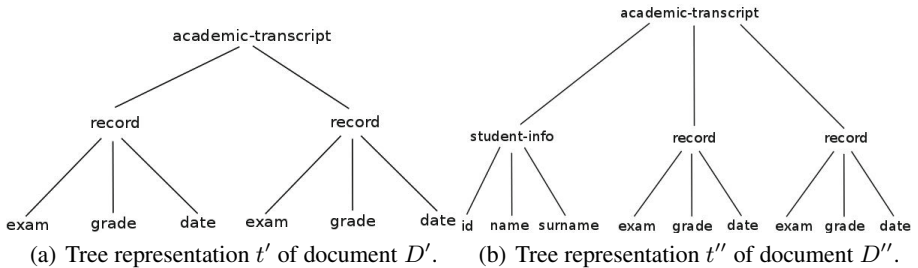 academic-transcript
record record
exam grade date exam grade date
(a) Tree representation t′ of document D′.
academic-transcript
student-info record record
id name surname exam grade date exam grade date
(b) Tree representation t″ of document D″.